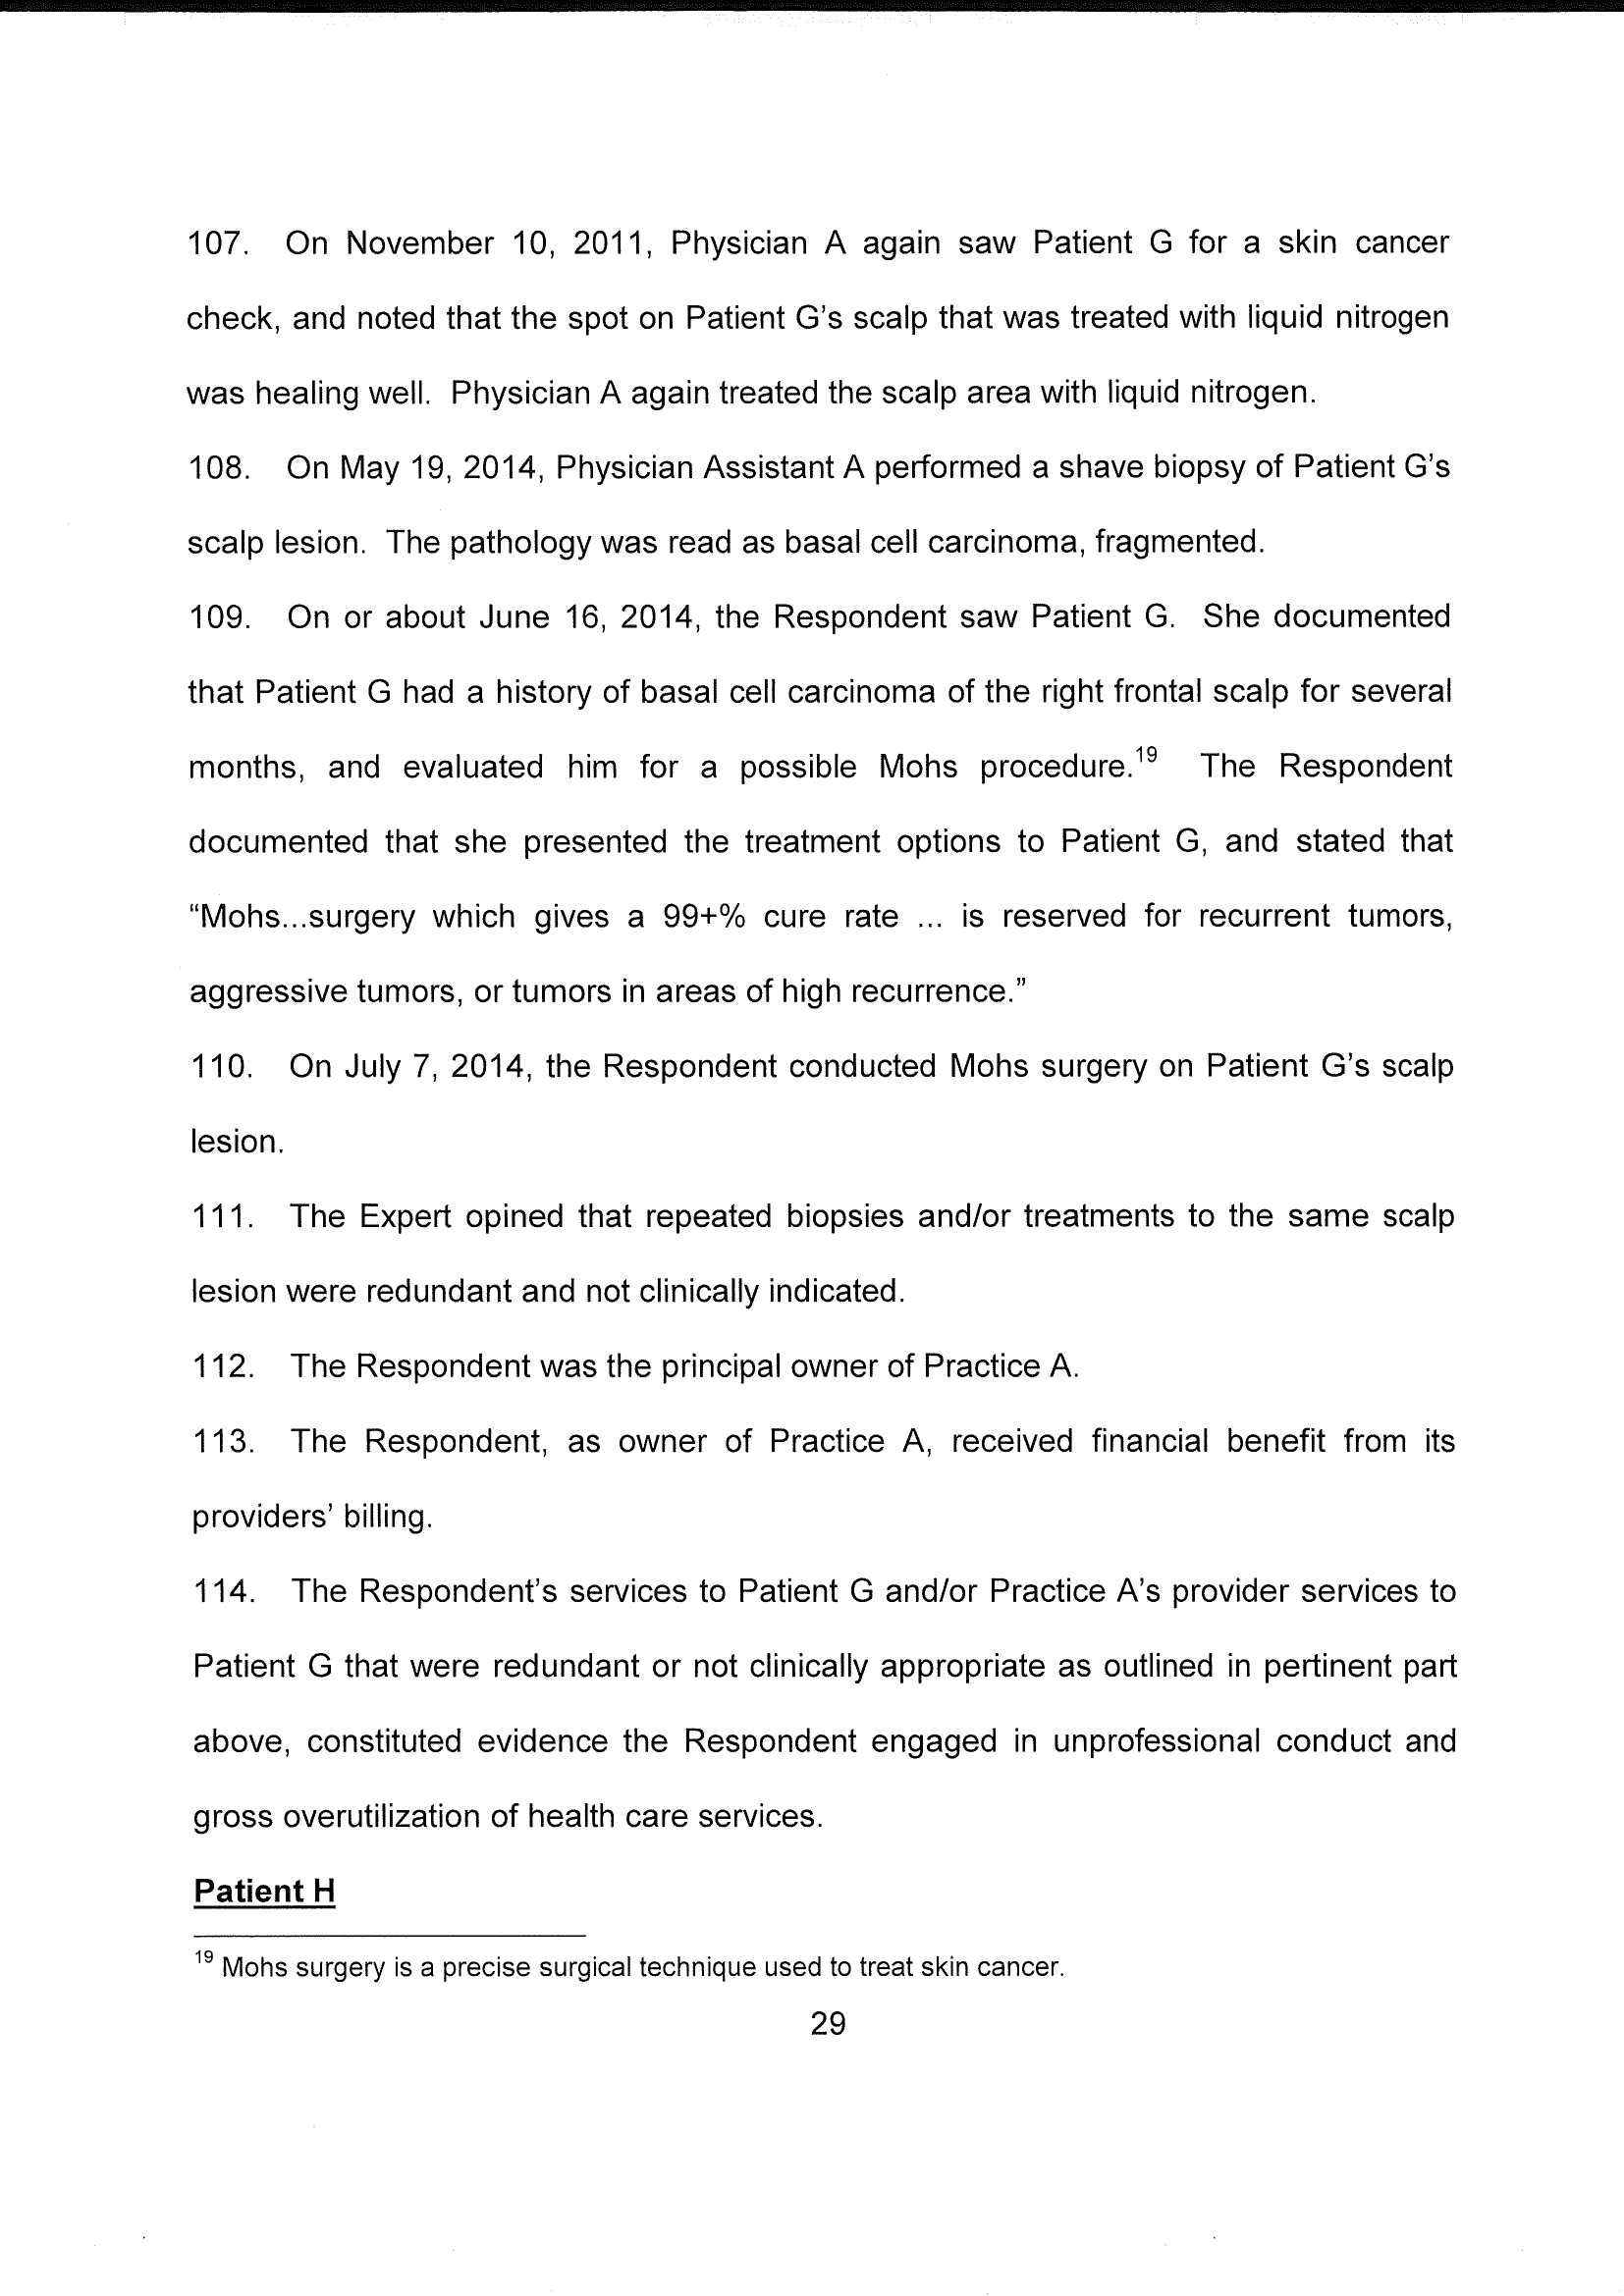 107. On November 10, 2011, Physician A again saw Patient G for a skin cancer
check, and noted that the spot on Patient G's scalp that was treated with liquid nitrogen
was healing well. Physician A again treated the scalp area with liquid nitrogen.
108. On May 19, 2014, Physician Assistant A performed a shave biopsy of Patient G's
scalp lesion. The pathology was read as basal cell carcinoma, fragmented.
109. On or about June 16, 2014, the Respondent saw Patient G. She documented
that Patient G had a history of basal cell carcinoma of the right frontal scalp for several
months, and evaluated him for a possible Mohs procedure.19 The Respondent
documented that she presented the treatment options to Patient G, and stated that
“Mohs...surgery which gives a 99+% cure rate ... is reserved for recurrent tumors,
aggressive tumors, or tumors in areas of high recurrence.”
110. On July 7, 2014, the Respondent conducted Mohs surgery on Patient G's scalp
lesion.
111. The Expert opined that repeated biopsies and/or treatments to the same scalp
lesion were redundant and not clinically indicated.
112. The Respondent was the principal owner of Practice A.
113. The Respondent, as owner of Practice A, received financial benefit from its
providers' billing.
114. The Respondent's services to Patient G and/or Practice A's provider services to
Patient G that were redundant or not clinically appropriate as outlined in pertinent part
above, constituted evidence the Respondent engaged in unprofessional conduct and
gross overutilization of health care services.
Patient H
19 Mohs surgery is a precise surgical technique used to treat skin cancer.
29